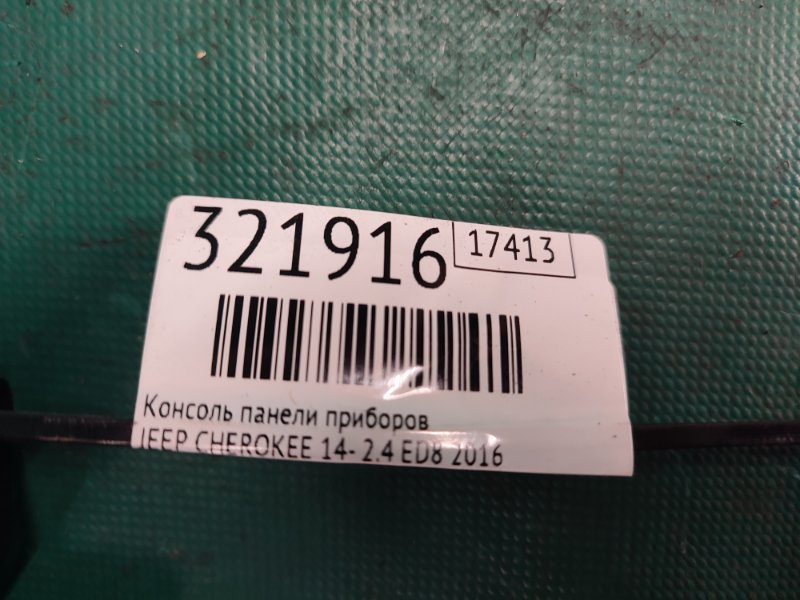 321916
17413
Консоль панели приборов
JEEP CHEROKEE 14- 2.4 ED8 2016